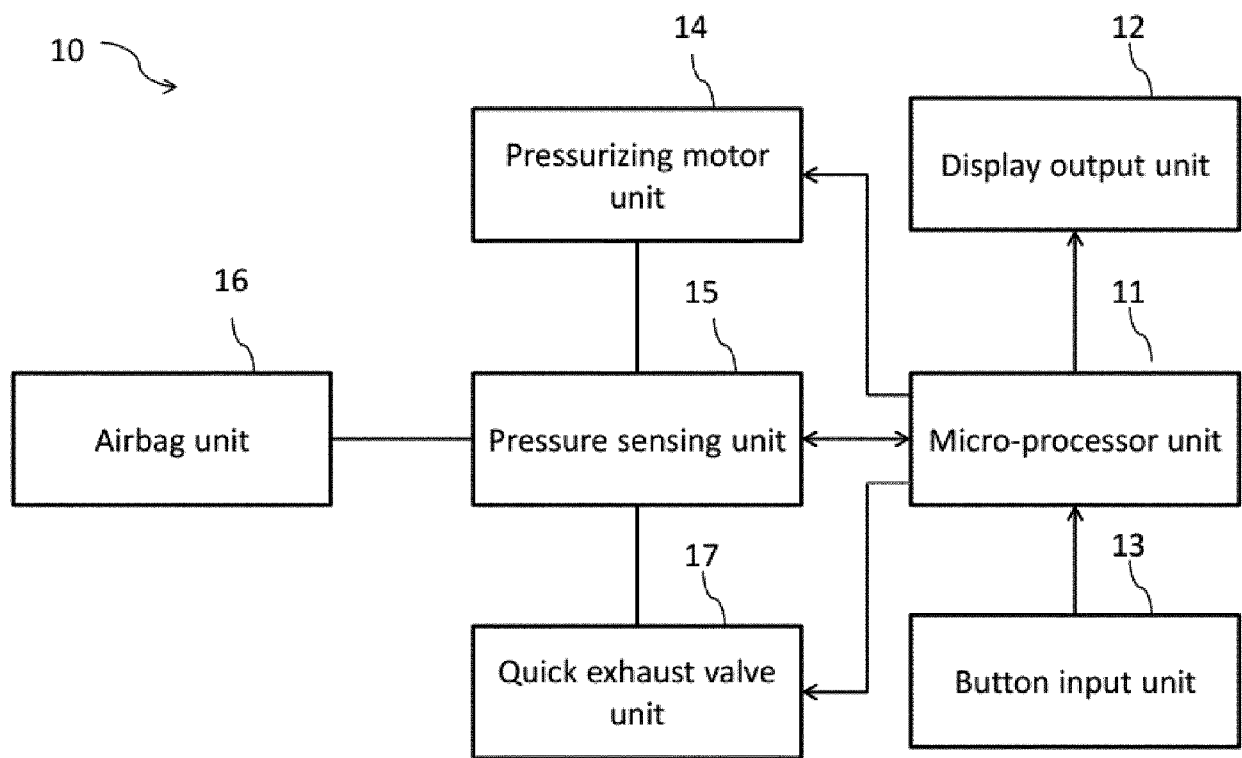 10
14
12
Pressurizing motor
unit
Display output unit
16
15
11
Airbag unit
Pressure sensing unit
Micro-processor unit
17
13
Quick exhaust valve
unit
Button input unit